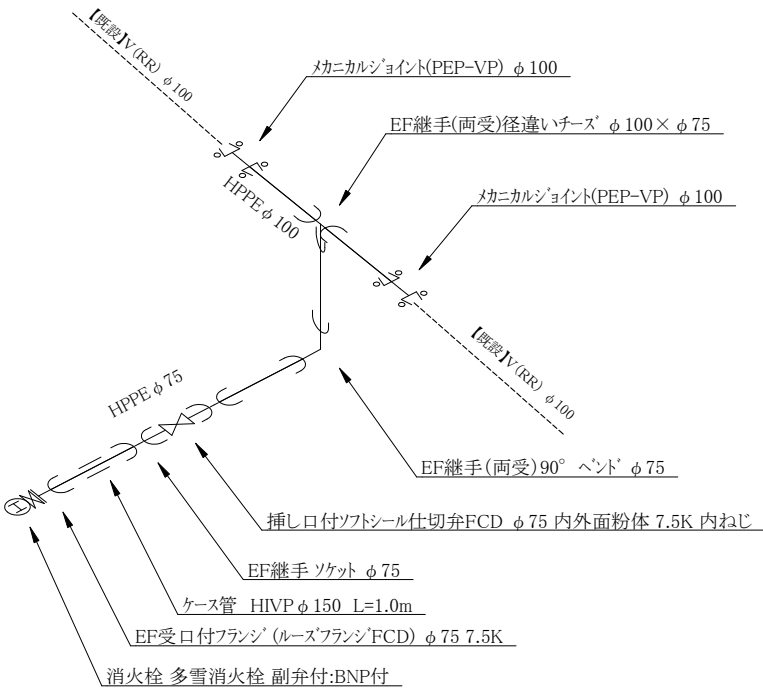 【既設】V(RR) φ100
メカニカルジョイント(PEP-VP) φ100
EF継手(両受)径違いチーズ φ100×φ75
HPPEφ100
メカニカルジョイント(PEP-VP) φ100
【既設】V(RR) φ100
HPPEφ75
EF継手(両受)90° ベンド φ75
挿し口付ソフトシール仕切弁FCD φ75 内外面粉体 7.5K 内ねじ
EF継手 ソケット φ75
ケース管 HIVPφ150 L=1.0m
EF受口付フランジ (ルーズフランジFCD) φ75 7.5K
H
消火栓 多雪消火栓 副弁付:BNP付